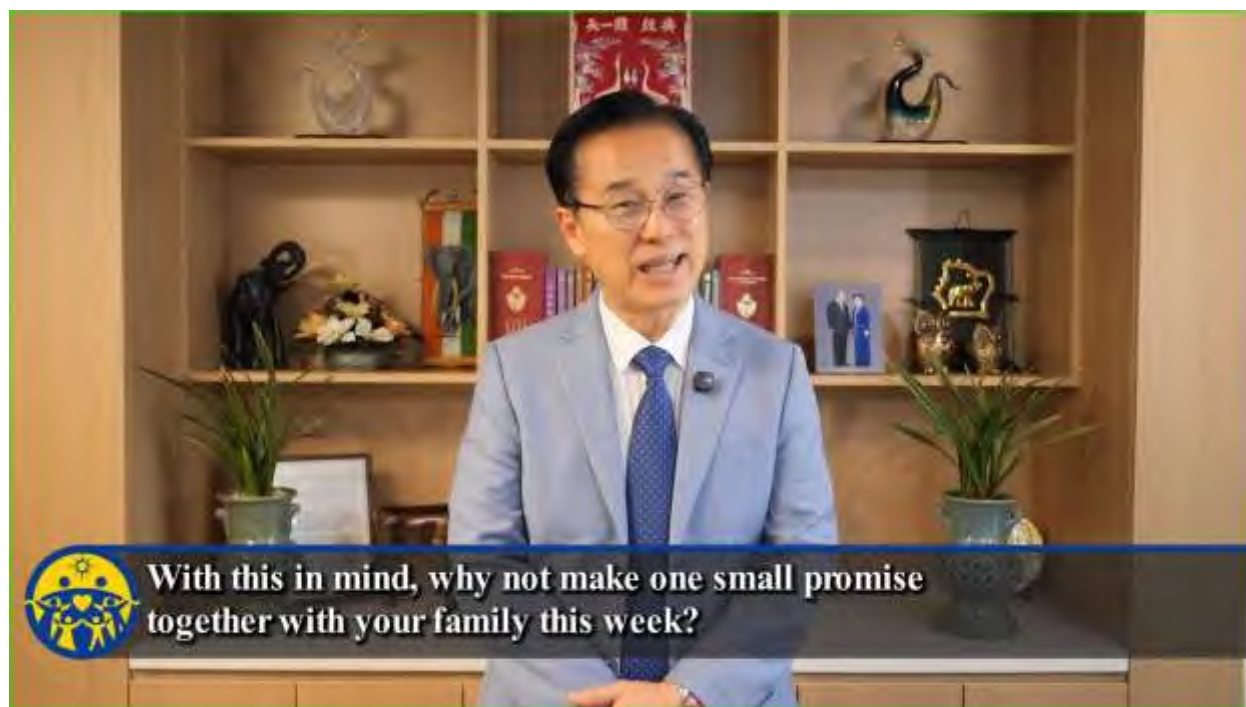 With this in mind, why not make one small promise
together with your family this week?